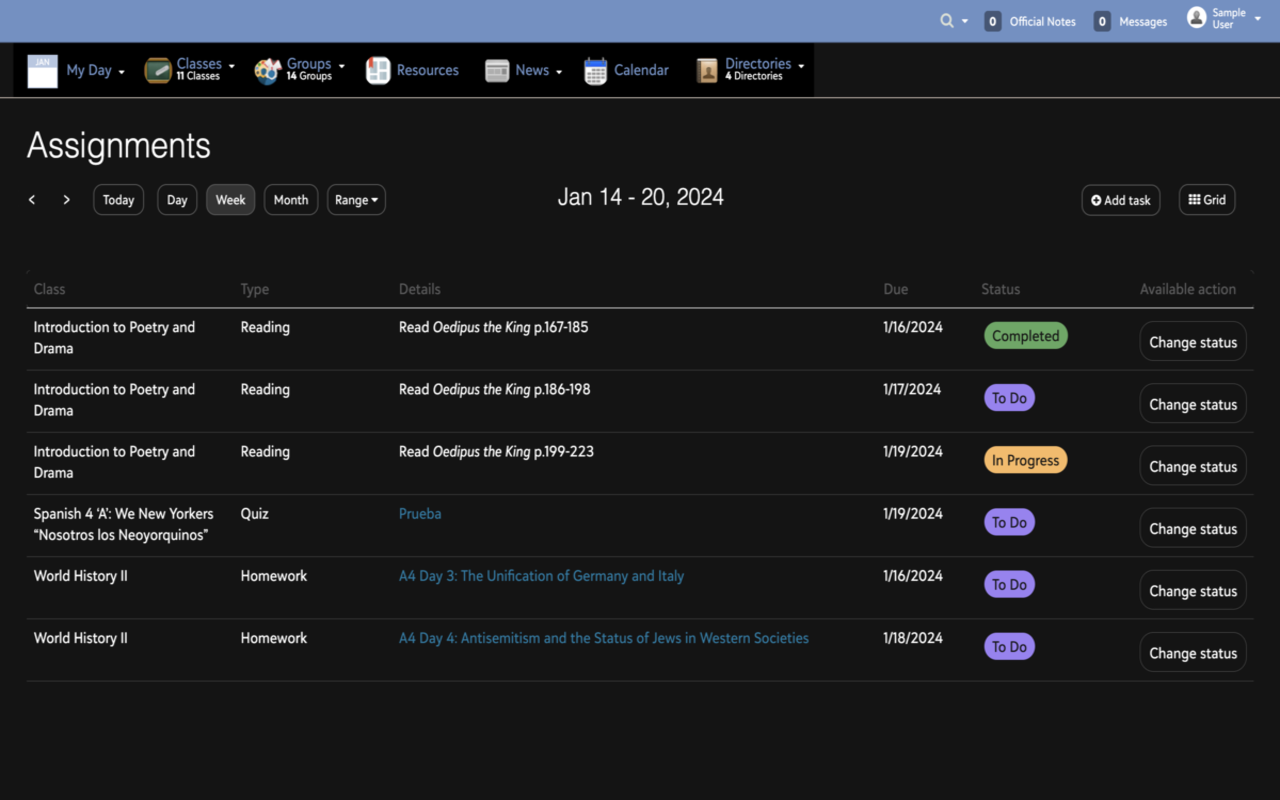 0 Official Notes 0 Messages Sample User
JAN My Day
Classes 11 Classes
Groups 14 Groups
Resources
News
Calendar
Directories 4 Directories
Assignments
Today Day Week Month Range Jan 14 - 20, 2024 Add task Grid
Class Type Details Due Status Available action
Introduction to Poetry and Reading Read Oedipus the King p.167-185 1/16/2024 Completed Change status
Drama
Introduction to Poetry and Reading Read Oedipus the King p.186-198 1/17/2024 To Do Change status
Drama
Introduction to Poetry and Reading Read Oedipus the King p.199-223 1/19/2024 In Progress Change status
Drama
Spanish 4 ‘A’: We New Yorkers Quiz Prueba 1/19/2024 To Do Change status
“Nosotros los Neoyorquinos”
World History II Homework A4 Day 3: The Unification of Germany and Italy 1/16/2024 To Do Change status
World History II Homework A4 Day 4: Antisemitism and the Status of Jews in Western Societies 1/18/2024 To Do Change status